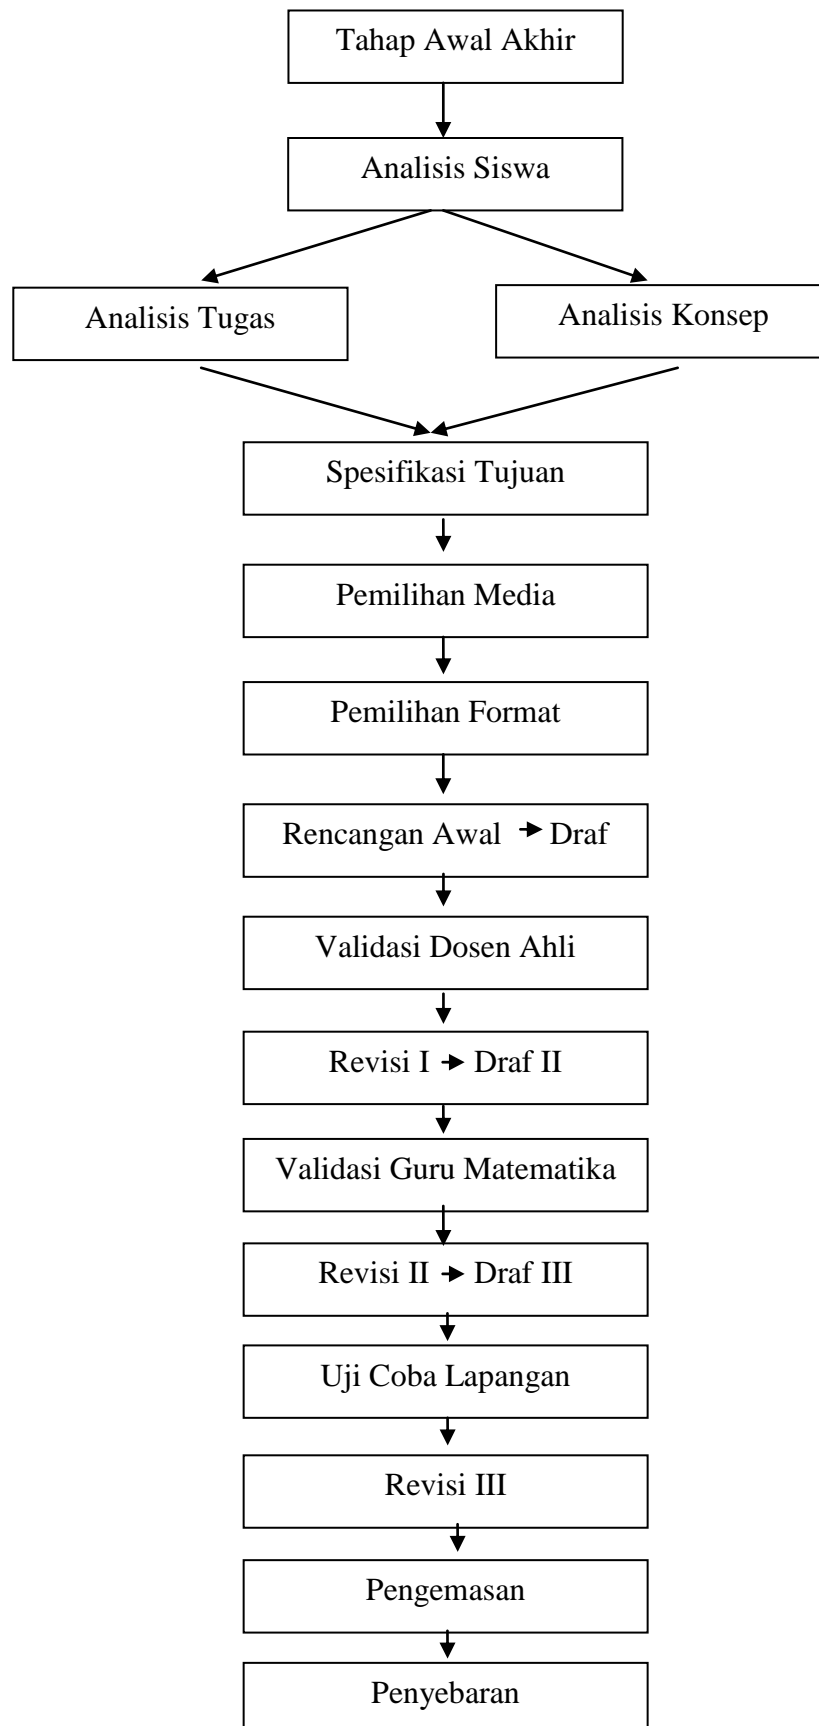 Tahap Awal Akhir
Analisis Siswa
Analisis Tugas
Analisis Konsep
Spesifikasi Tujuan
Pemilihan Media
Pemilihan Format
Rencangan Awal → Draf
Validasi Dosen Ahli
Revisi I → Draf II
Validasi Guru Matematika
Revisi II → Draf III
Uji Coba Lapangan
Revisi III
Pengemasan
Penyebaran